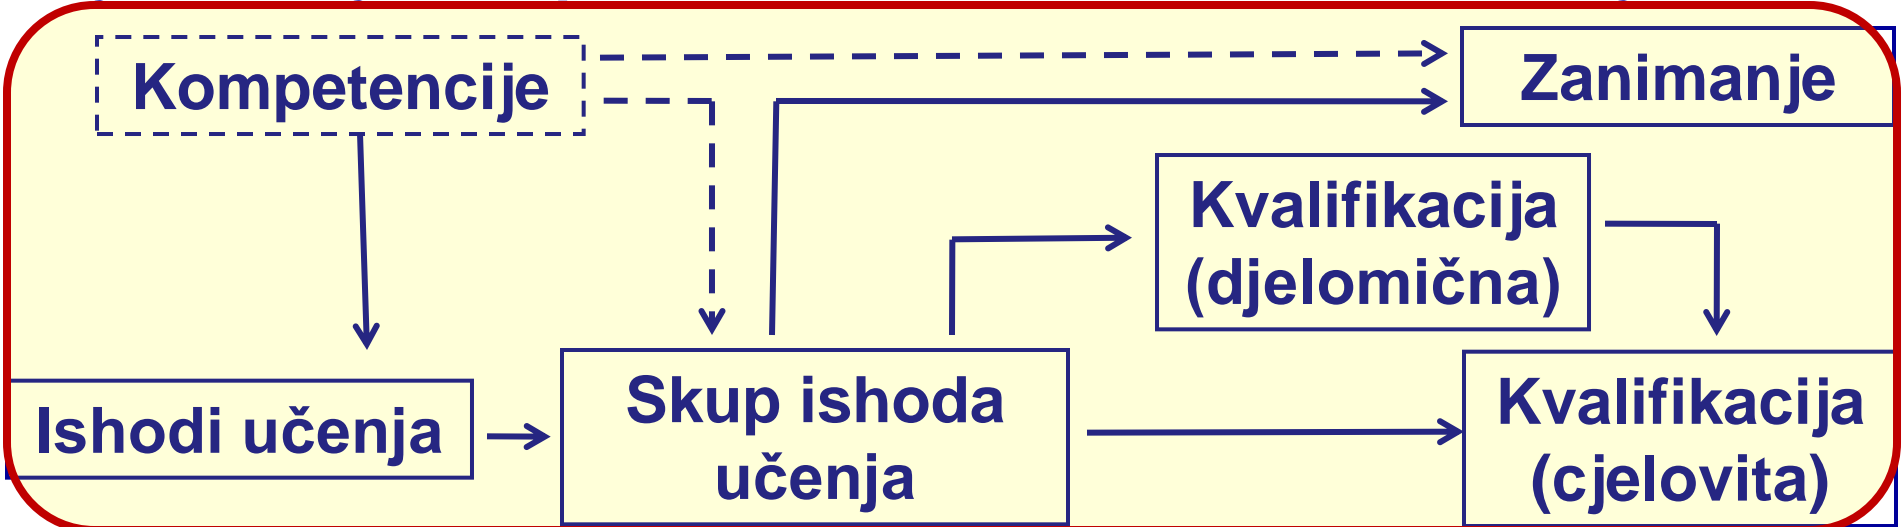 Kompetencije
Zanimanje
Kvalifikacija
(djelomična)
Ishodi učenja
Skup ishoda
učenja
Kvalifikacija
(cjelovita)